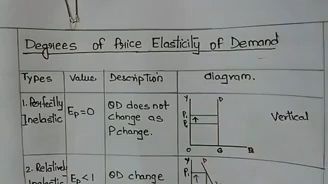 Degrees of Price Elasticity of Demand
Types Value Description diagram.
1. Perfectly Inelastic Ep=0 QD does not change as P change. Y D P1 P O Q X Vertical
2. Relatively Inelastic Ep<1 QD change Y D P1